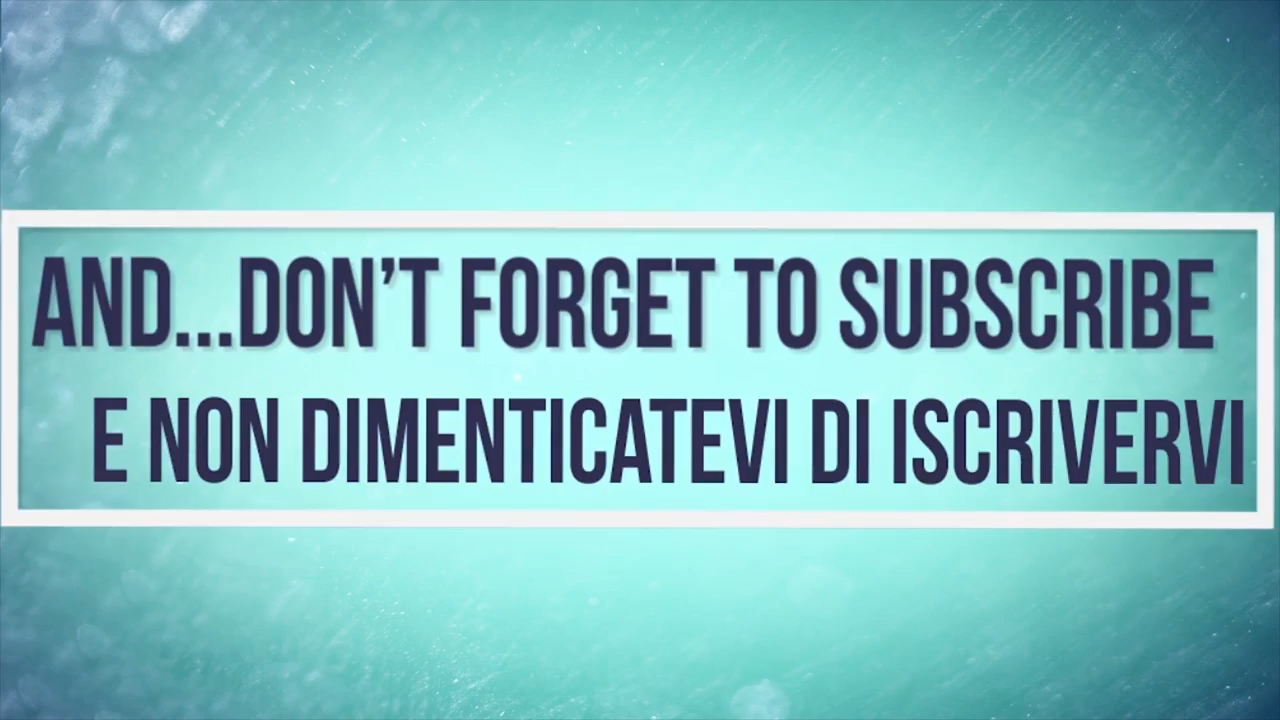 AND...DON'T FORGET TO SUBSCRIBE
E NON DIMENTICATEVI DI ISCRIVERVI